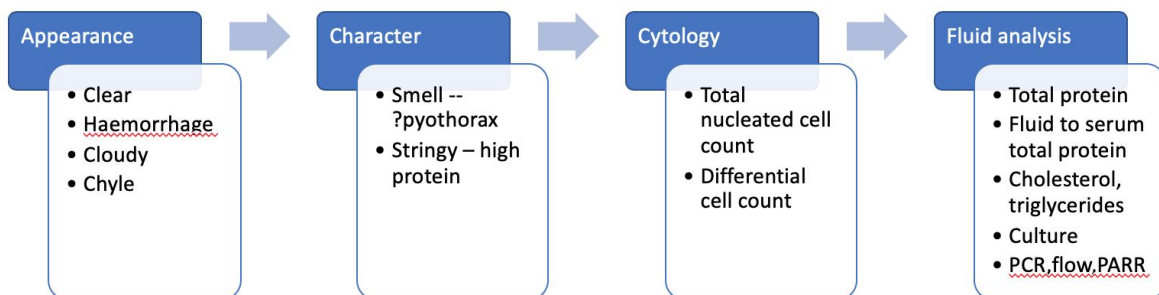 Appearance
• Clear
• Haemorrhage
• Cloudy
• Chyle
Character
• Smell --
?pyothorax
• Stringy – high
protein
Cytology
• Total
nucleated cell
count
• Differential
cell count
Fluid analysis
• Total protein
• Fluid to serum
total protein
• Cholesterol,
triglycerides
• Culture
• PCR,flow,PARR